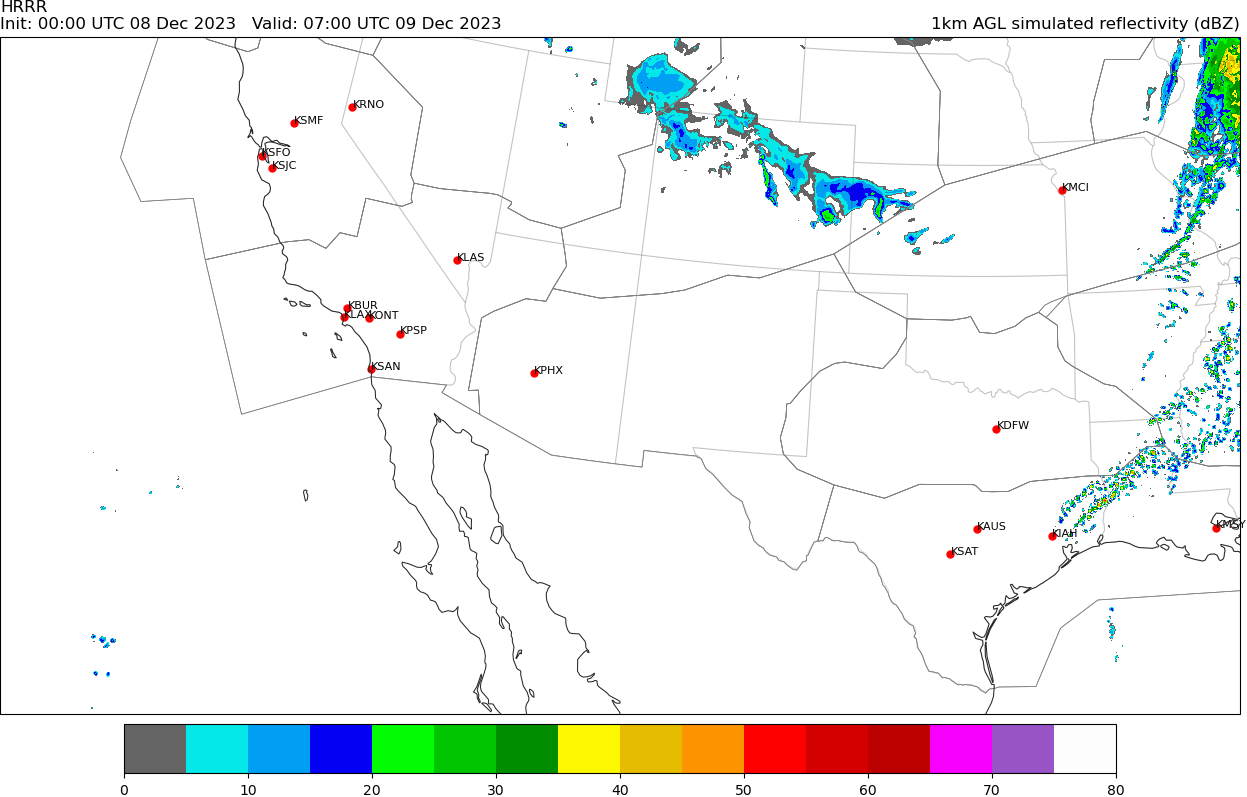 HRRR
Init: 00:00 UTC 08 Dec 2023   Valid: 07:00 UTC 09 Dec 2023
1km AGL simulated reflectivity (dBZ)
KRNO
KSMF
KSFO
KSJC
KMCI
KLAS
KBUR
KLAX
KONT
KPSP
KSAN
KPHX
KDFW
KAUS
KMSY
KIAH
KSAT
0 10 20 30 40 50 60 70 80